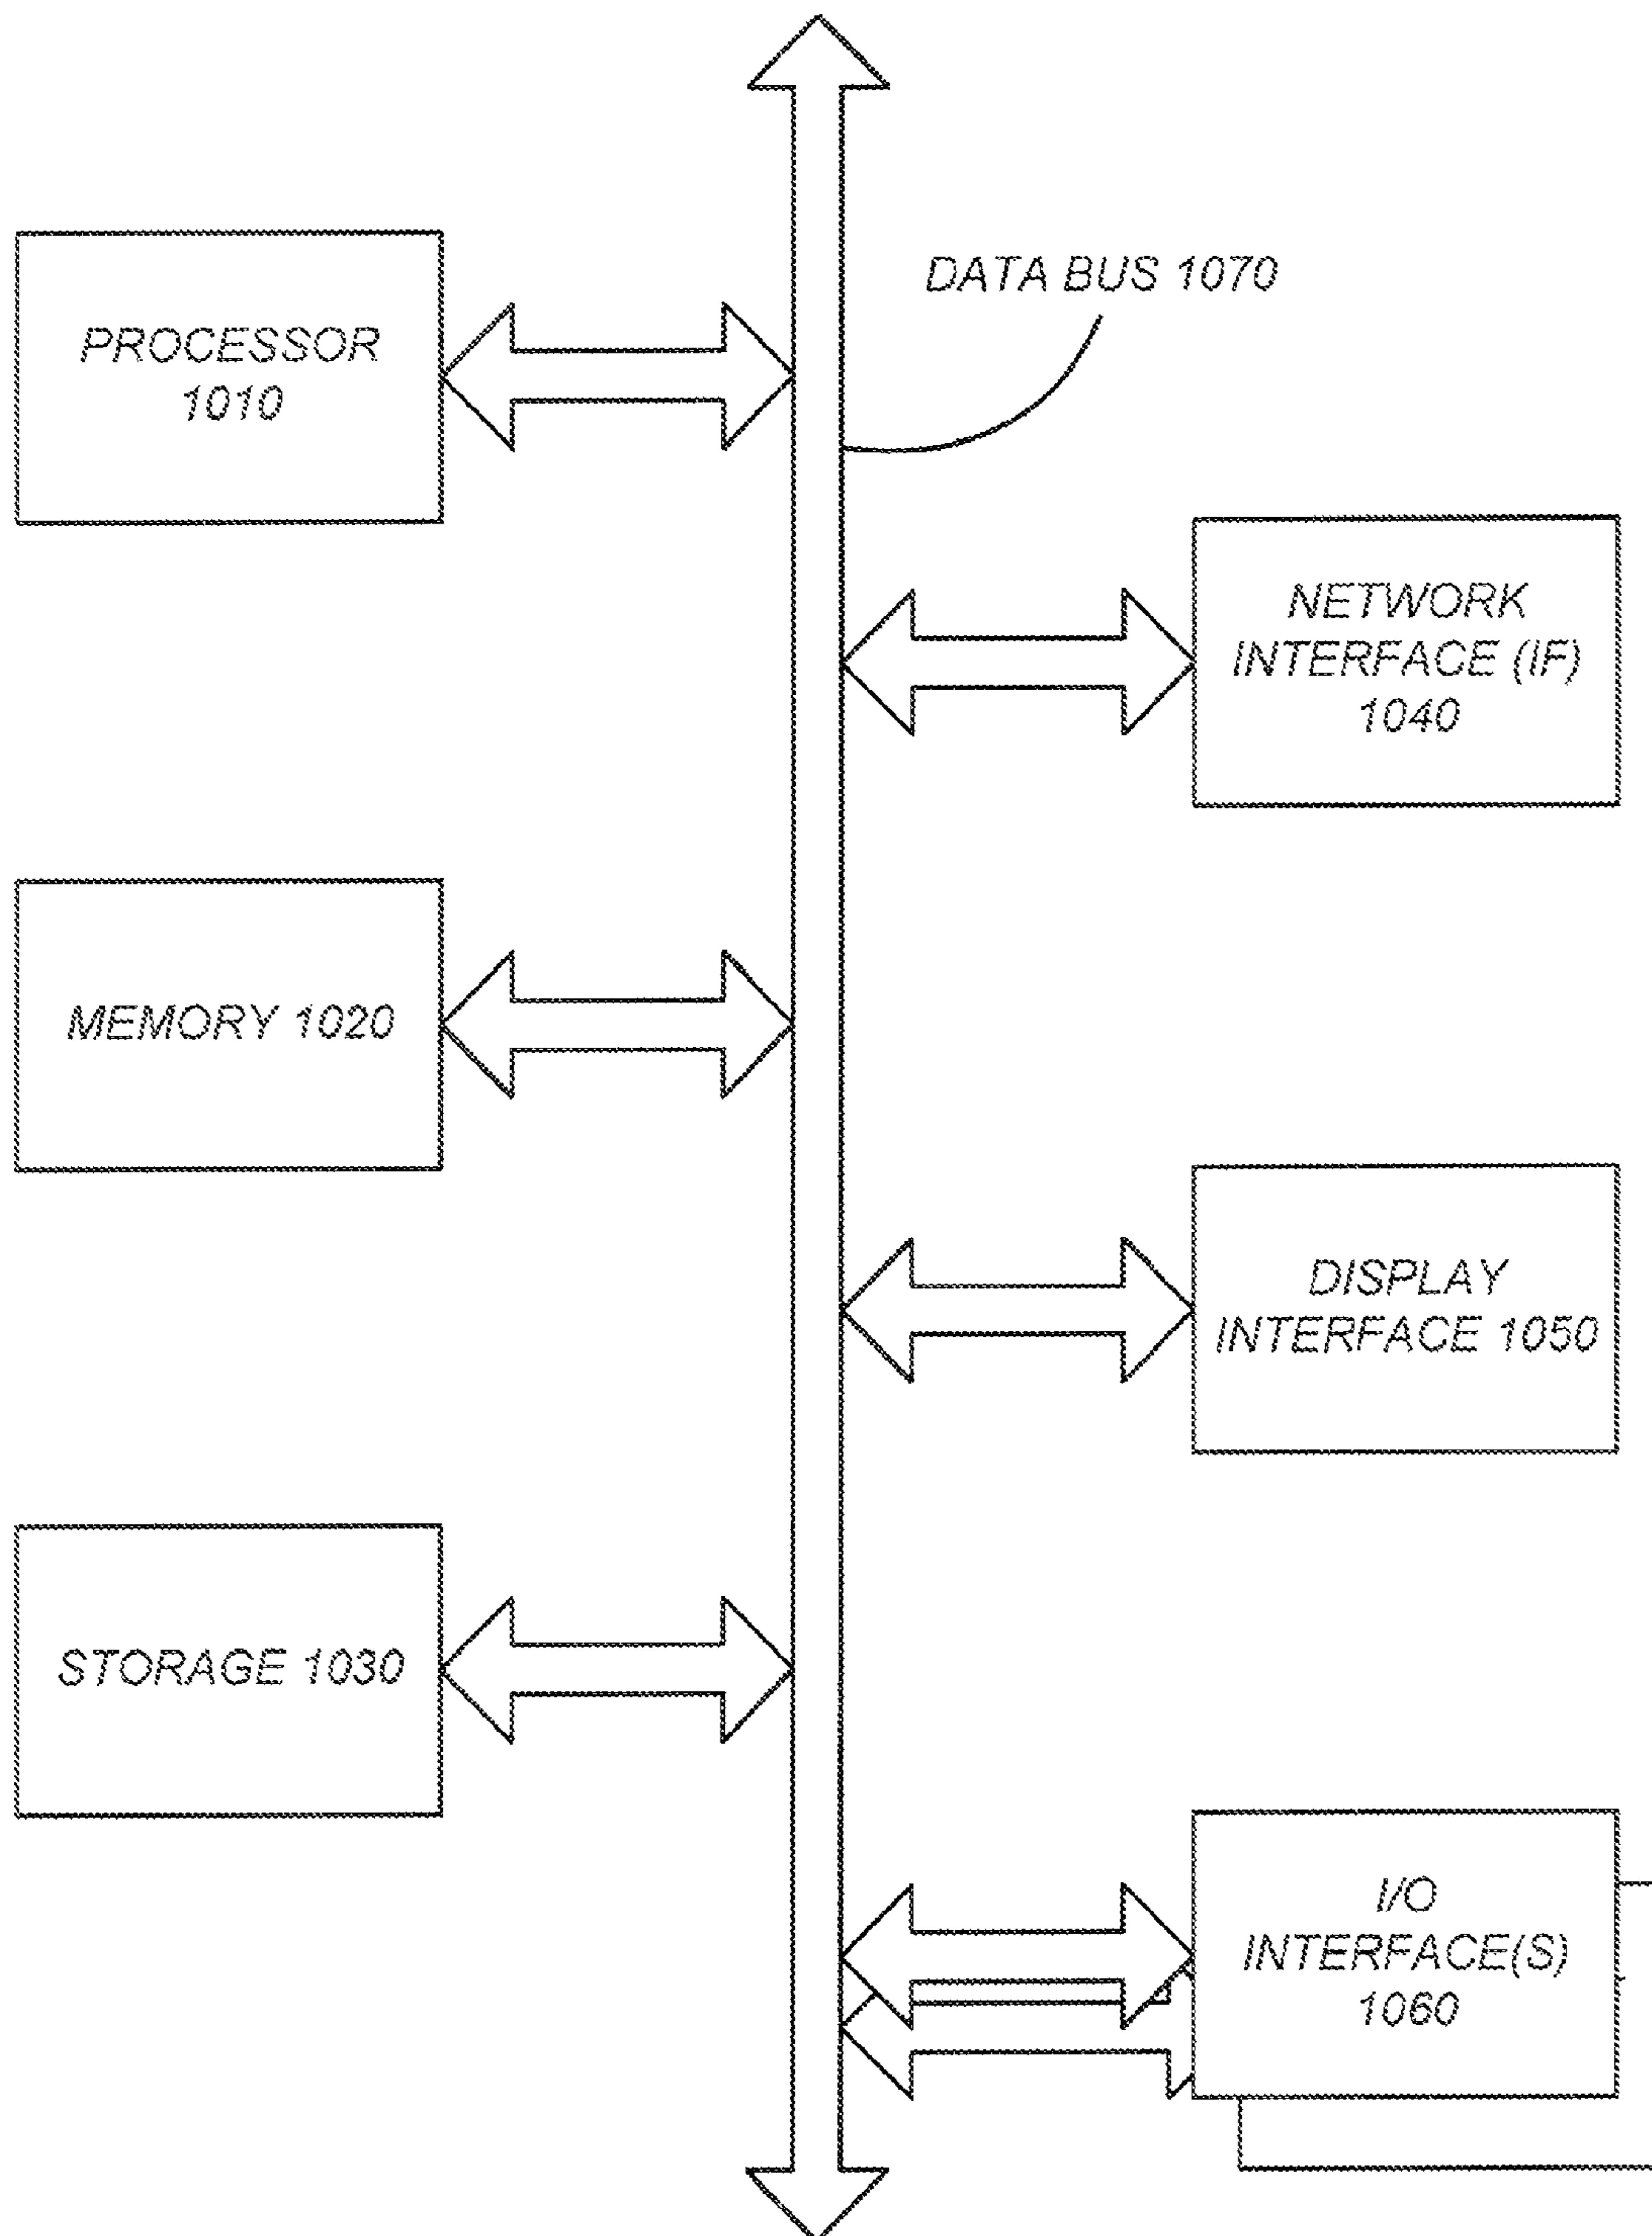 DATA BUS 1070
PROCESSOR
1010
NETWORK
INTERFACE (IF)
1040
MEMORY 1020
DISPLAY
INTERFACE 1050
STORAGE 1030
I/O
INTERFACE(S)
1060